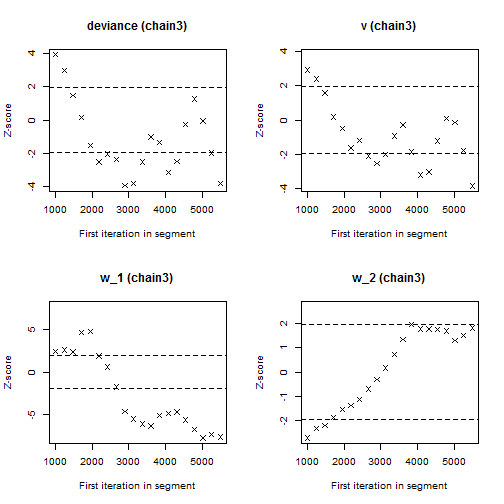 deviance (chain3)
Z-score
4
2
0
-2
-4
1000 2000 3000 4000 5000
First iteration in segment
v (chain3)
Z-score
4
2
0
-2
-4
1000 2000 3000 4000 5000
First iteration in segment
w_1 (chain3)
Z-score
5
0
-5
1000 2000 3000 4000 5000
First iteration in segment
w_2 (chain3)
Z-score
2
1
0
-1
-2
1000 2000 3000 4000 5000
First iteration in segment